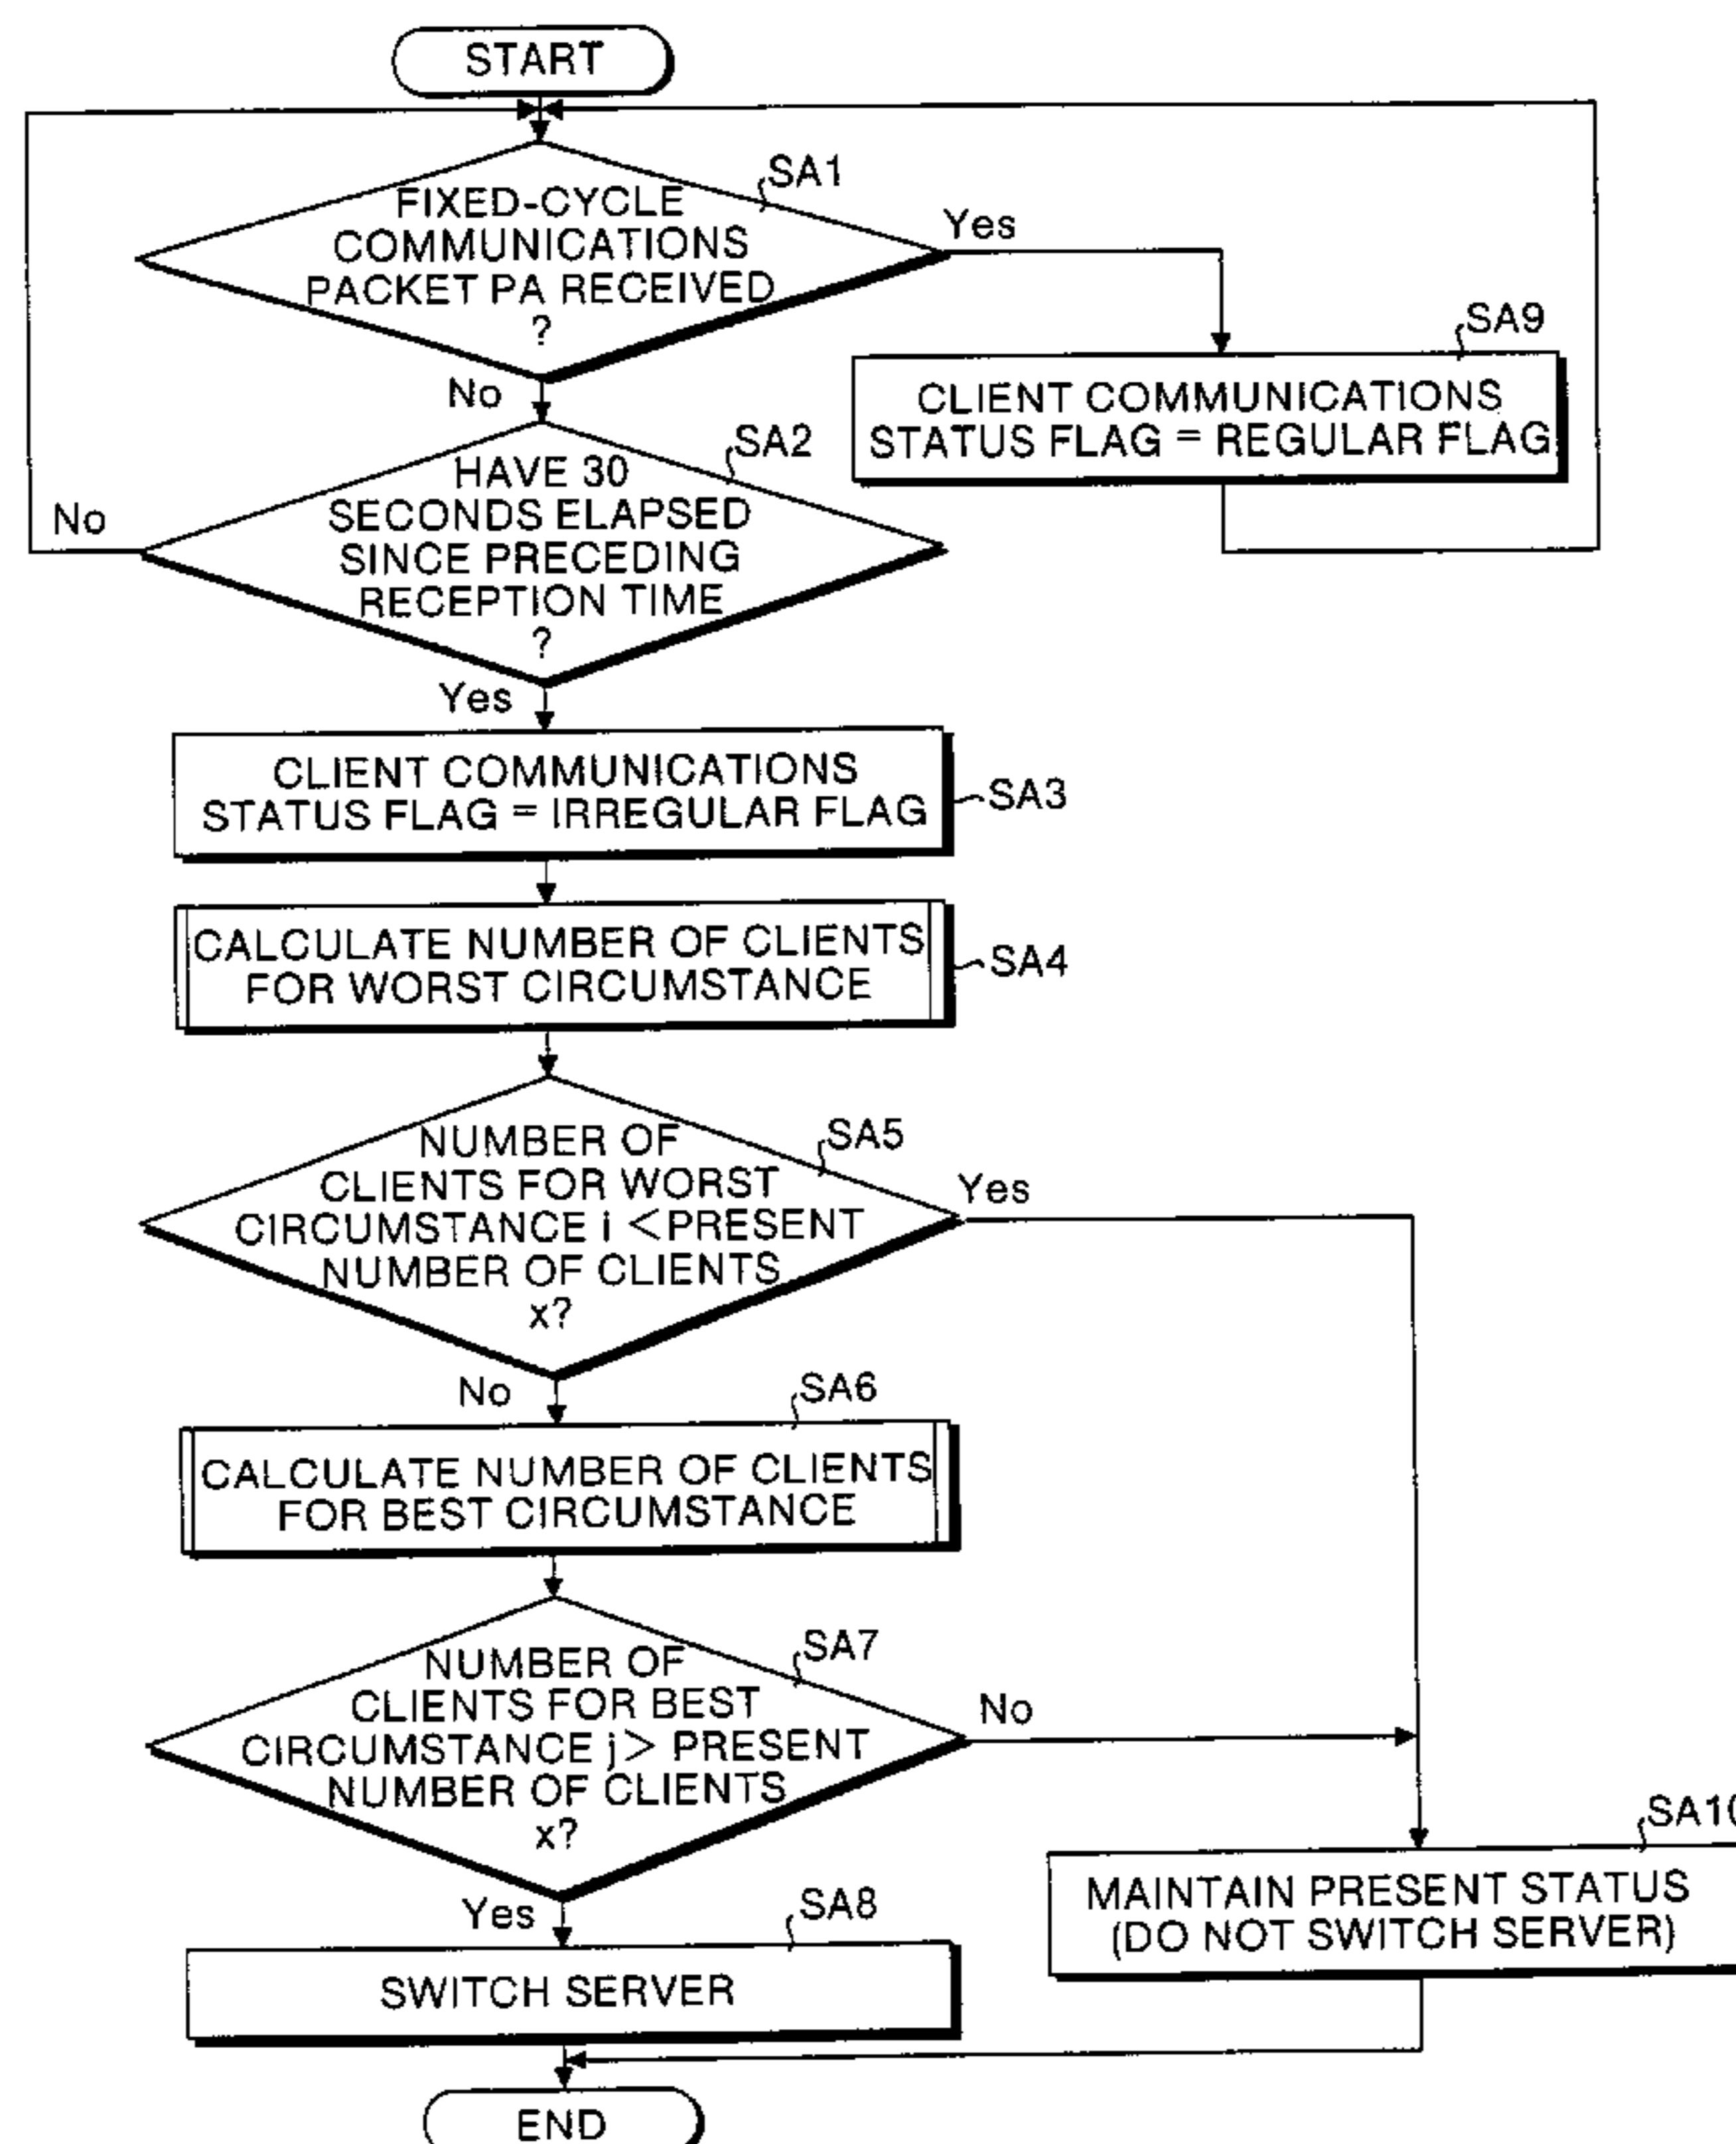 START
SA1
FIXED-CYCLE
COMMUNICATIONS
PACKET PA RECEIVED
?
Yes
No
SA9
CLIENT COMMUNICATIONS
STATUS FLAG = REGULAR FLAG
SA2
HAVE 30
SECONDS ELAPSED
SINCE PRECEDING
RECEPTION TIME
?
No
Yes
CLIENT COMMUNICATIONS
STATUS FLAG = IRREGULAR FLAG
SA3
CALCULATE NUMBER OF CLIENTS
FOR WORST CIRCUMSTANCE
SA4
SA5
NUMBER OF
CLIENTS FOR WORST
CIRCUMSTANCE i <PRESENT
NUMBER OF CLIENTS
x?
Yes
No
SA6
CALCULATE NUMBER OF CLIENTS
FOR BEST CIRCUMSTANCE
SA7
NUMBER OF
CLIENTS FOR BEST
CIRCUMSTANCE j> PRESENT
NUMBER OF CLIENTS
x?
No
Yes
SA10
MAINTAIN PRESENT STATUS
(DO NOT SWITCH SERVER)
SA8
SWITCH SERVER
END